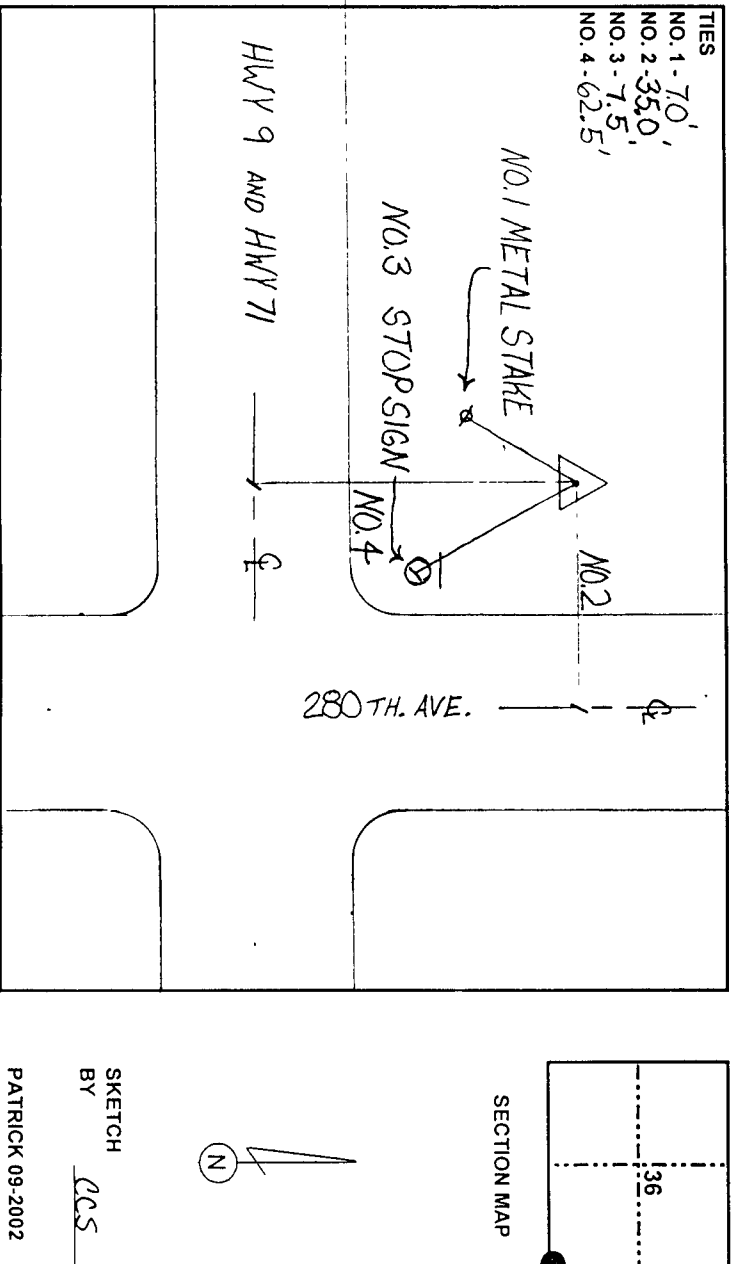 TIES
NO. 1 - 7.0'
NO. 2 - 35.0'
NO. 3 - 7.5'
NO. 4 - 62.5'
NO. 1 METAL STAKE
NO. 2
NO. 3 STOP SIGN
NO. 4
HWY 9 AND HWY 71
℄
280 TH. AVE.
℄
36
SECTION MAP
N
SKETCH
BY CCS
PATRICK 09-2002